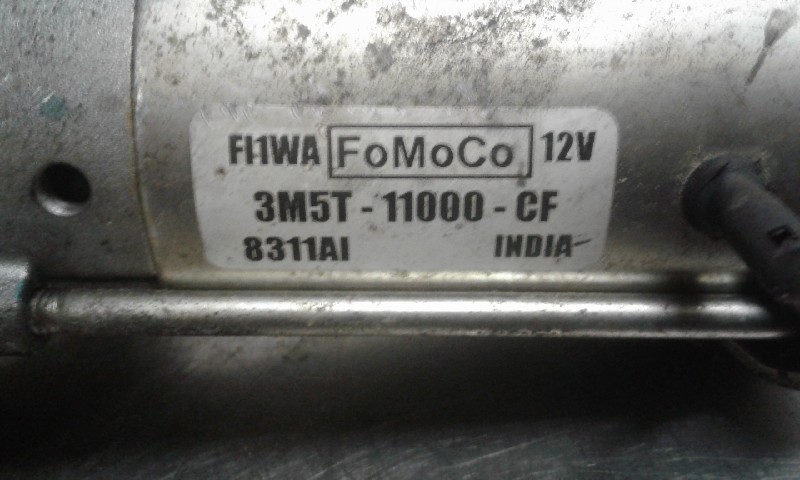 FI1WA FoMoCo 12V
3M5T - 11000 - CF
8311AI INDIA